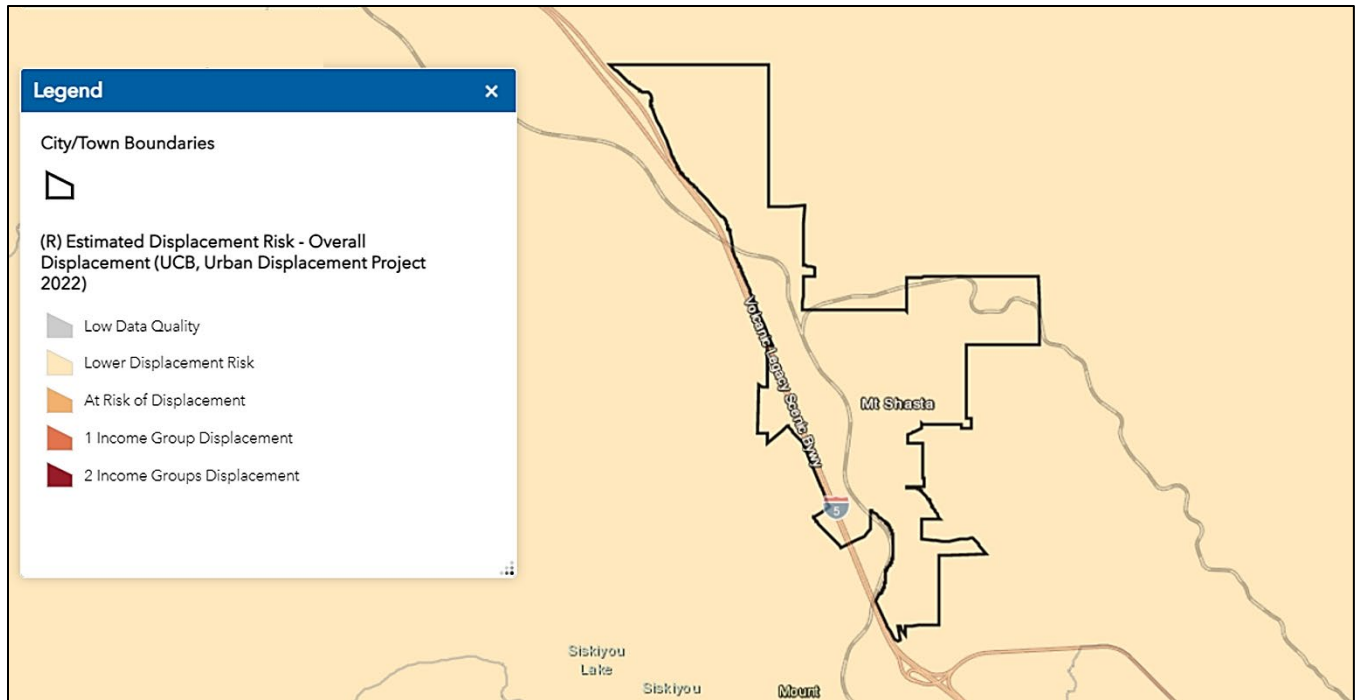 Legend
City/Town Boundaries
(R) Estimated Displacement Risk - Overall
Displacement (UCB, Urban Displacement Project
2022)
Low Data Quality
Lower Displacement Risk
At Risk of Displacement
1 Income Group Displacement
2 Income Groups Displacement
Volcanic Legacy Scenic Bywy
Mt Shasta
5
Siskiyou
Lake
Siskiyou
Mount